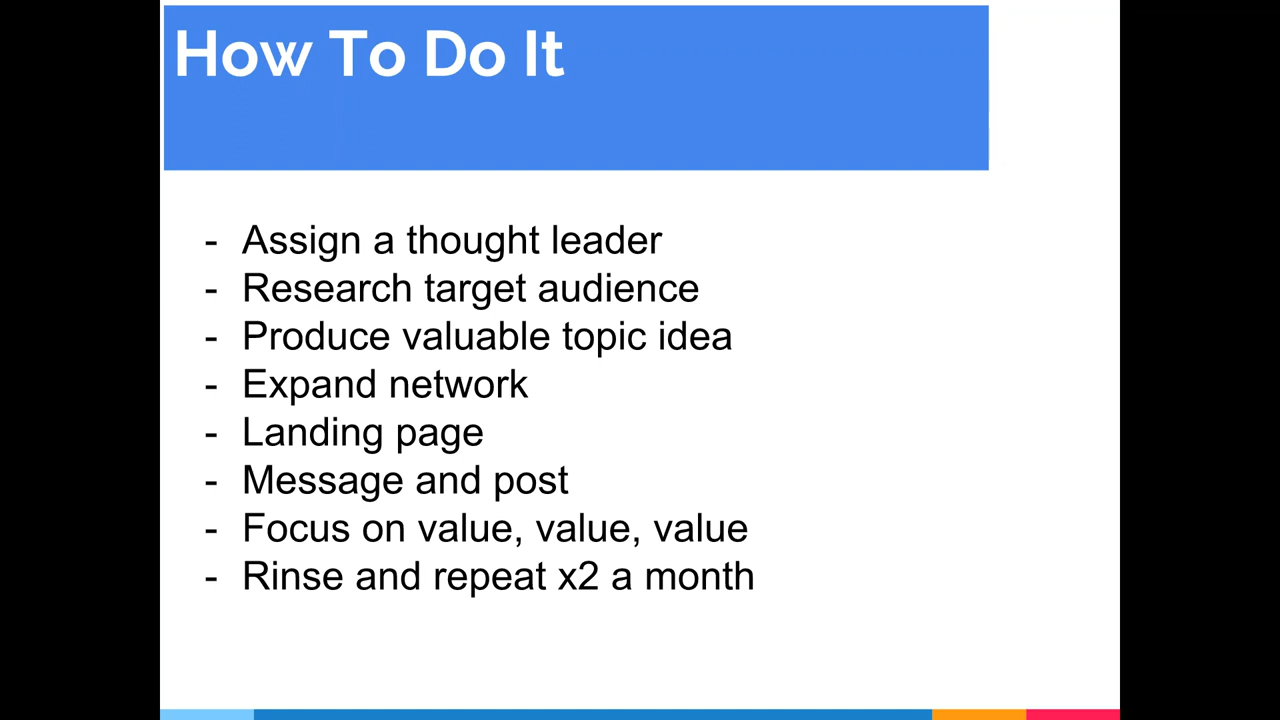 How To Do It
- Assign a thought leader
- Research target audience
- Produce valuable topic idea
- Expand network
- Landing page
- Message and post
- Focus on value, value, value
- Rinse and repeat x2 a month